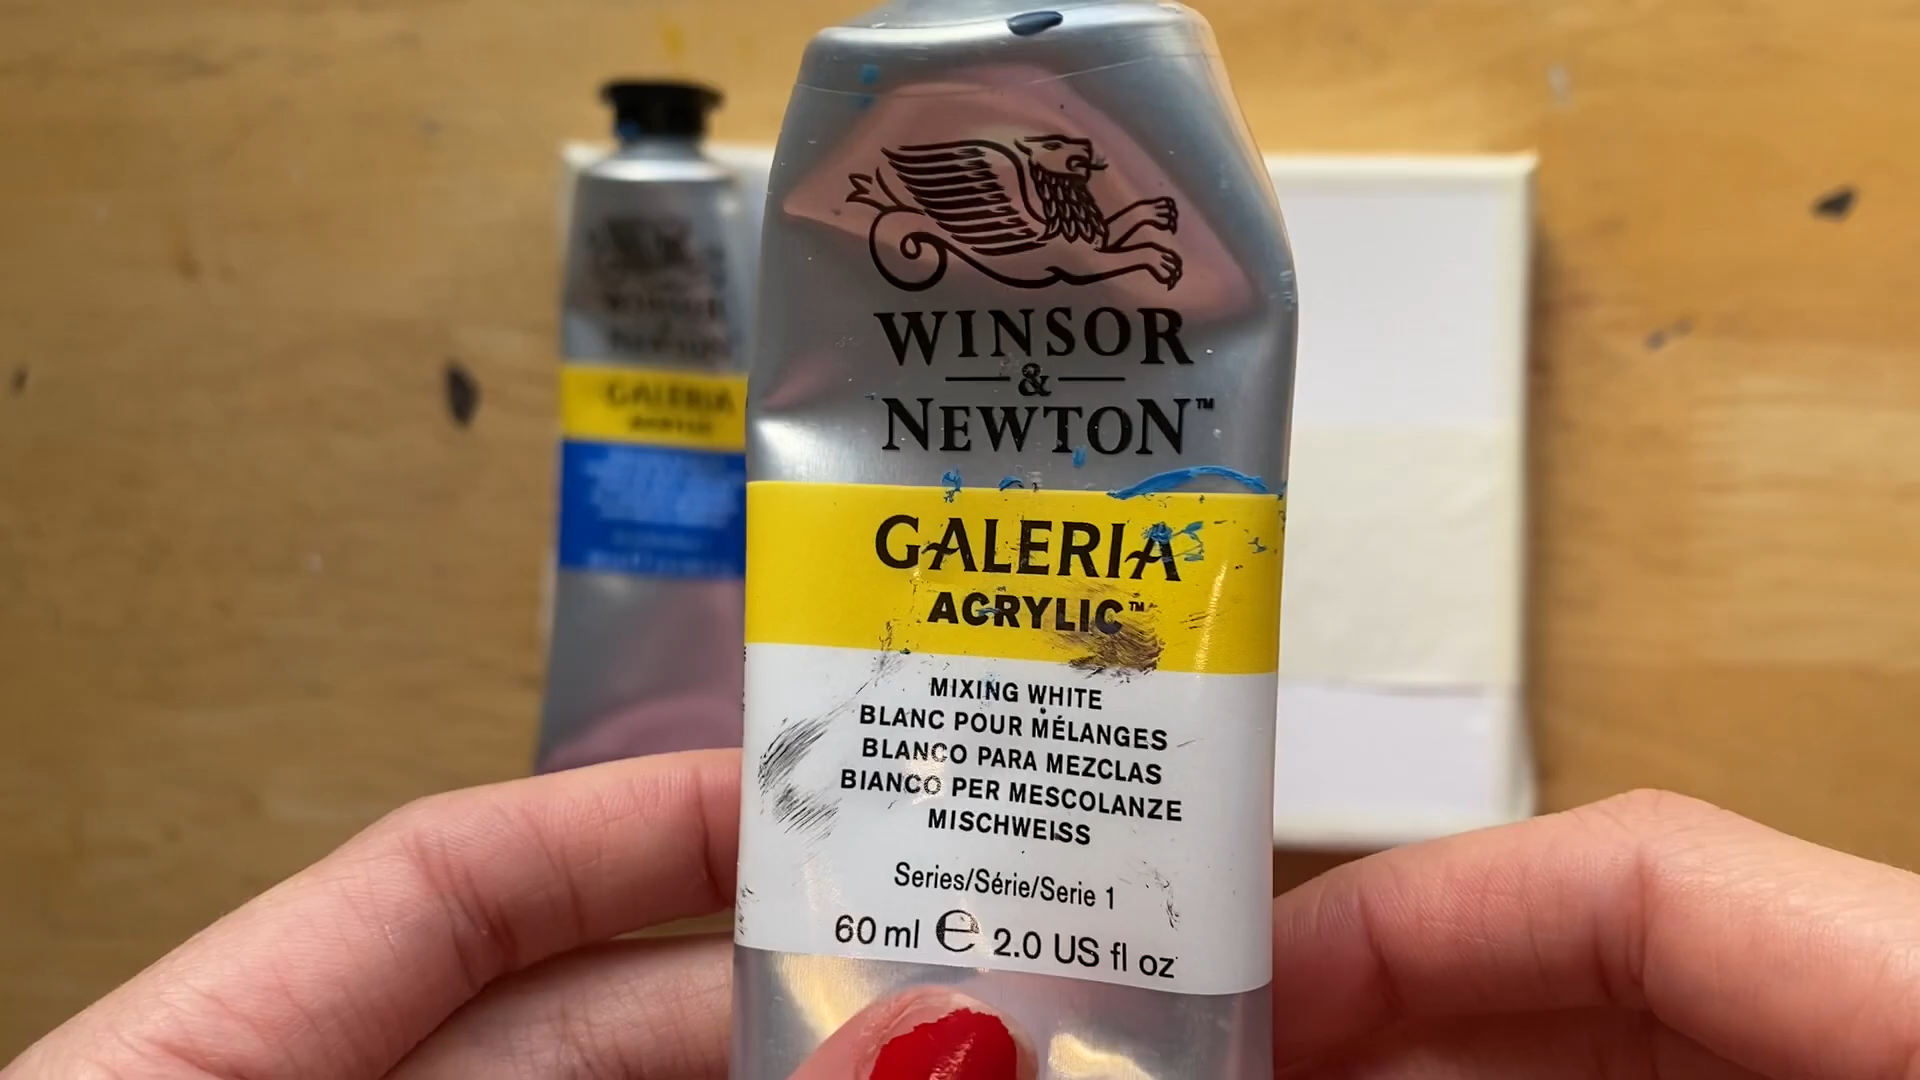 WINSOR
&
NEWTON™
GALERIA
ACRYLIC™
MIXING WHITE
BLANC POUR MÉLANGES
BLANCO PARA MEZCLAS
BIANCO PER MESCOLANZE
MISCHWEISS
Series/Série/Serie 1
60 ml ℮ 2.0 US fl oz
GALERIA